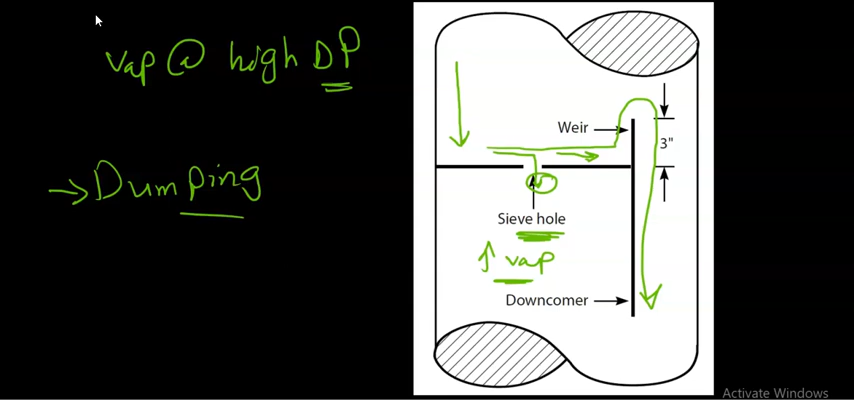 Vap @ high DP
→ Dumping
Weir
3"
Sieve hole
↑ vap
Downcomer
Activate Windows